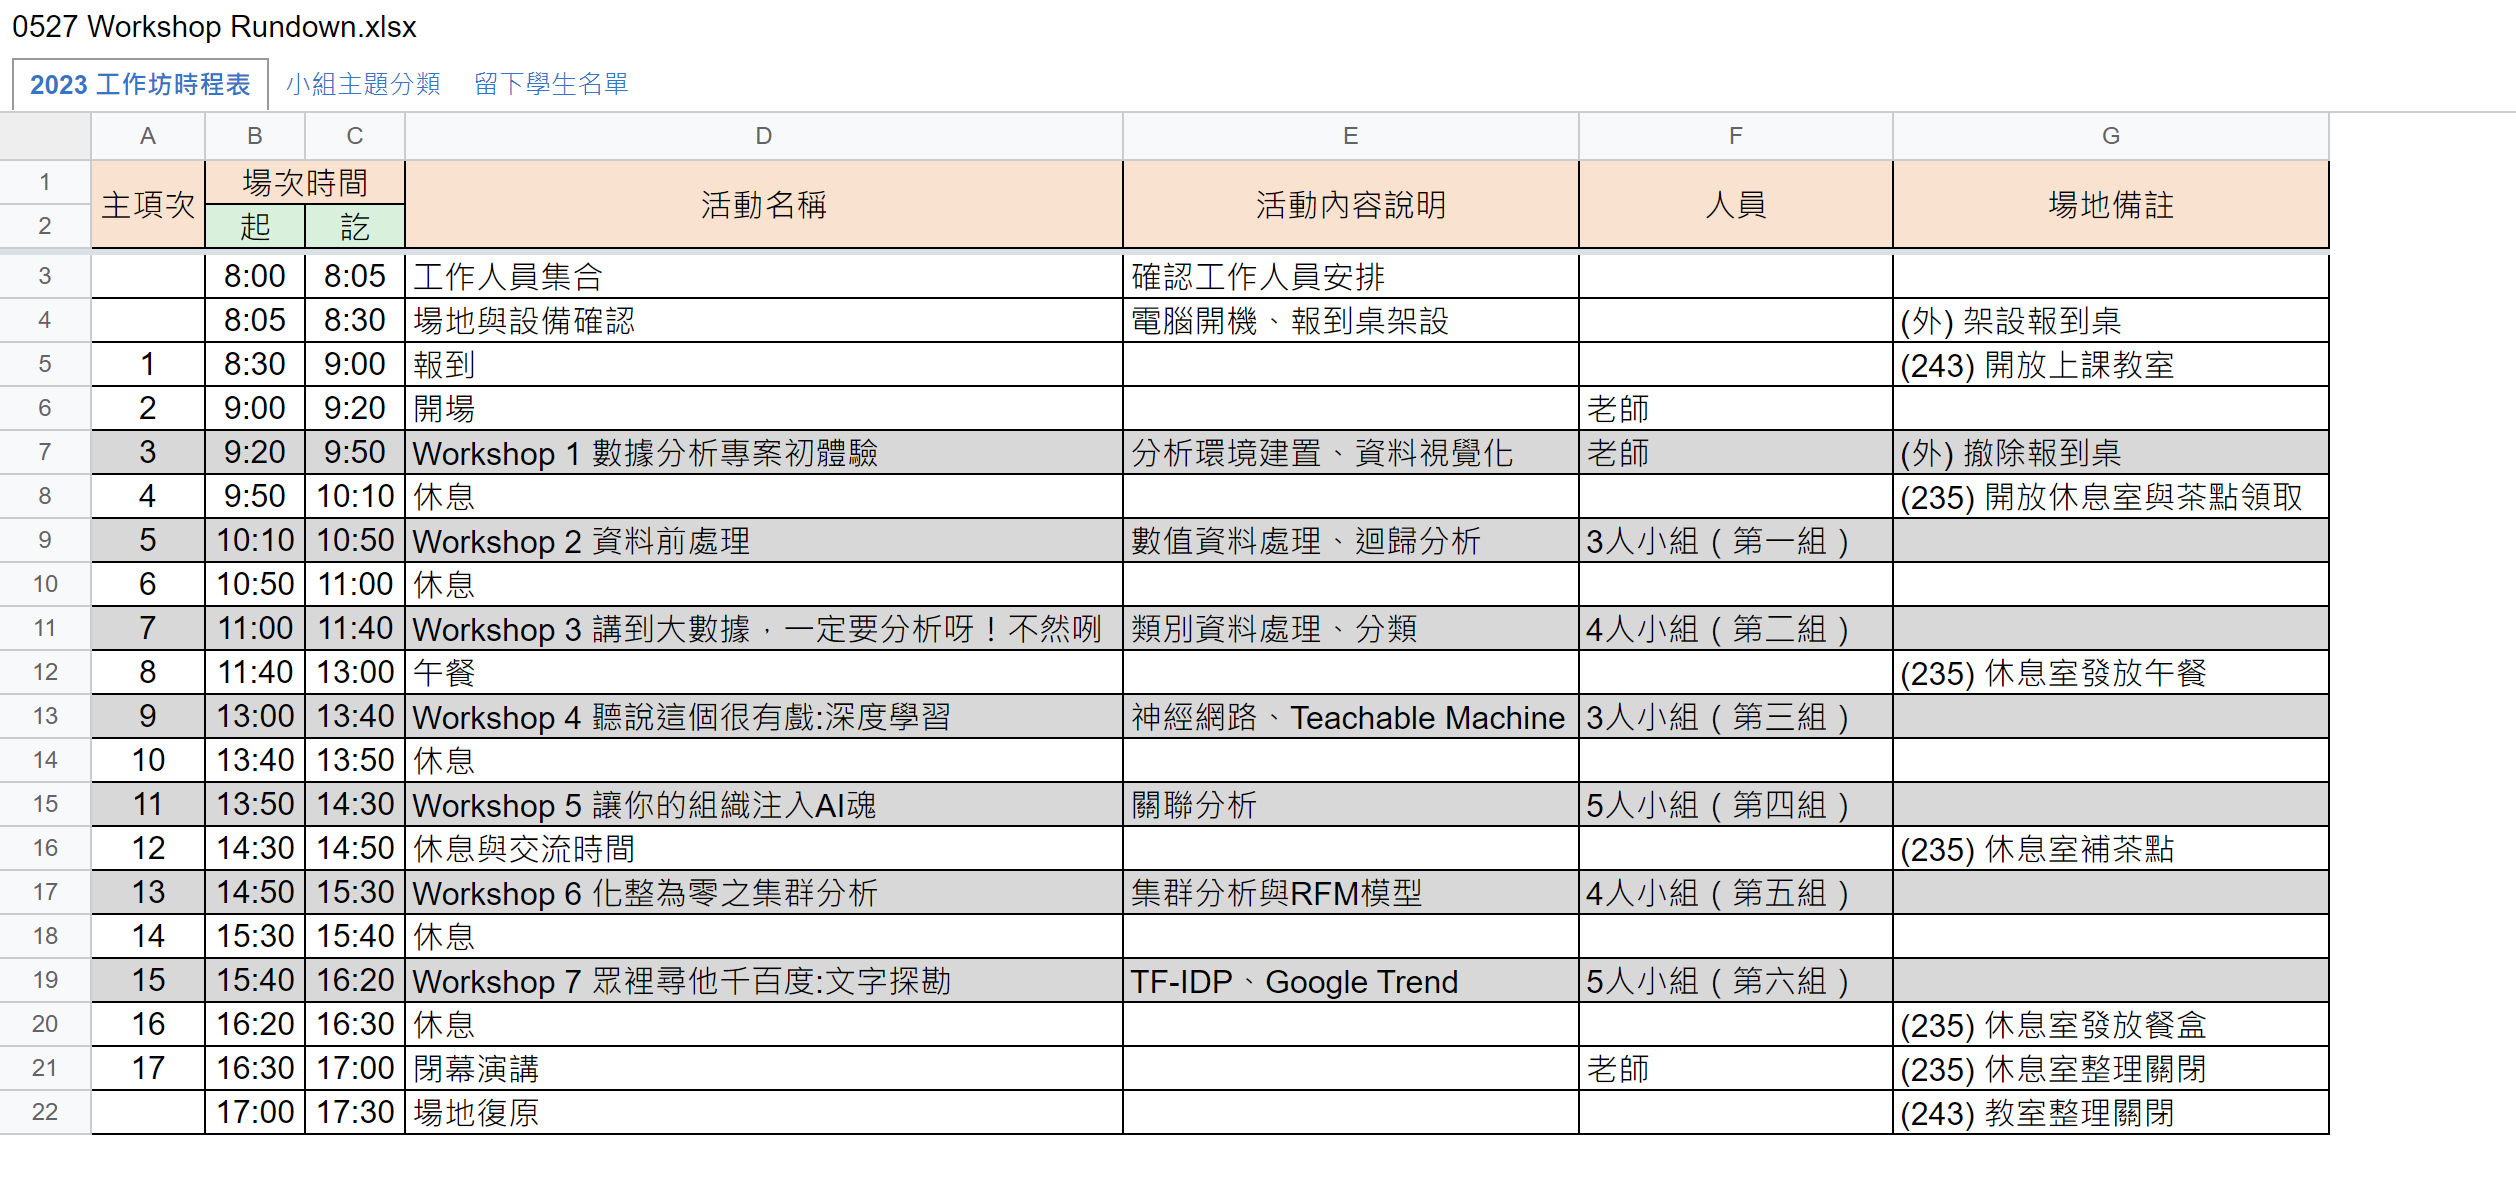 0527 Workshop Rundown.xlsx
2023 工作坊時程表 小組主題分類 留下學生名單
A B C D E F G
1 主項次 場次時間 活動名稱 活動內容說明 人員 場地備註
2 起 訖
3 8:00 8:05 工作人員集合 確認工作人員安排
4 8:05 8:30 場地與設備確認 電腦開機、報到桌架設 (外) 架設報到桌
5 1 8:30 9:00 報到 (243) 開放上課教室
6 2 9:00 9:20 開場 老師
7 3 9:20 9:50 Workshop 1 數據分析專案初體驗 分析環境建置、資料視覺化 老師 (外) 撤除報到桌
8 4 9:50 10:10 休息 (235) 開放休息室與茶點領取
9 5 10:10 10:50 Workshop 2 資料前處理 數值資料處理、迴歸分析 3人小組（第一組）
10 6 10:50 11:00 休息
11 7 11:00 11:40 Workshop 3 講到大數據，一定要分析呀！不然咧 類別資料處理、分類 4人小組（第二組）
12 8 11:40 13:00 午餐 (235) 休息室發放午餐
13 9 13:00 13:40 Workshop 4 聽說這個很有戲:深度學習 神經網路、Teachable Machine 3人小組（第三組）
14 10 13:40 13:50 休息
15 11 13:50 14:30 Workshop 5 讓你的組織注入AI魂 關聯分析 5人小組（第四組）
16 12 14:30 14:50 休息與交流時間 (235) 休息室補茶點
17 13 14:50 15:30 Workshop 6 化整為零之集群分析 集群分析與RFM模型 4人小組（第五組）
18 14 15:30 15:40 休息
19 15 15:40 16:20 Workshop 7 眾裡尋他千百度:文字探勘 TF-IDP、Google Trend 5人小組（第六組）
20 16 16:20 16:30 休息 (235) 休息室發放餐盒
21 17 16:30 17:00 閉幕演講 老師 (235) 休息室整理關閉
22 17:00 17:30 場地復原 (243) 教室整理關閉